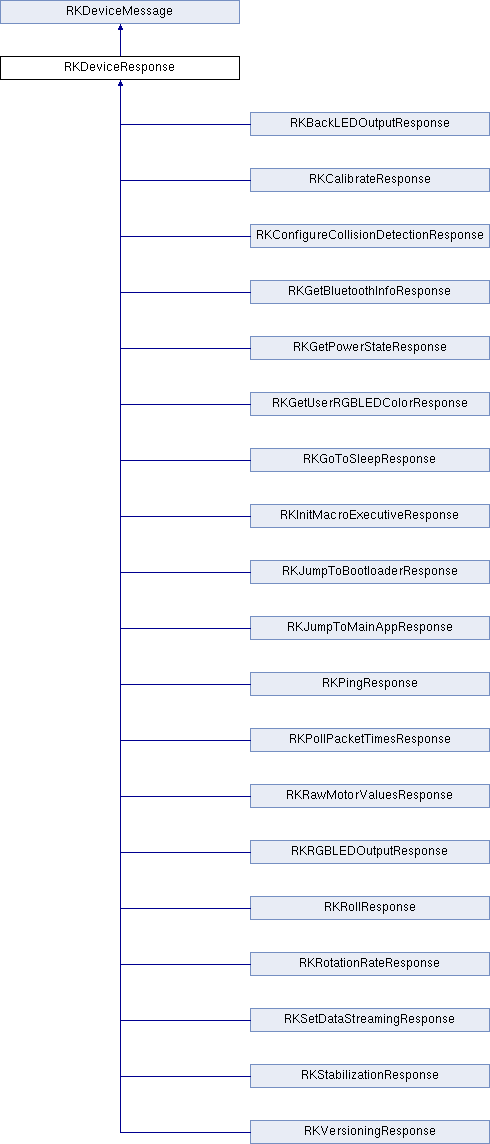 RKDeviceMessage
RKDeviceResponse
RKBackLEDOutputResponse
RKCalibrateResponse
RKConfigureCollisionDetectionResponse
RKGetBluetoothInfoResponse
RKGetPowerStateResponse
RKGetUserRGBLEDColorResponse
RKGoToSleepResponse
RKInitMacroExecutiveResponse
RKJumpToBootloaderResponse
RKJumpToMainAppResponse
RKPingResponse
RKPollPacketTimesResponse
RKRawMotorValuesResponse
RKRGBLEDOutputResponse
RKRollResponse
RKRotationRateResponse
RKSetDataStreamingResponse
RKStabilizationResponse
RKVersioningResponse